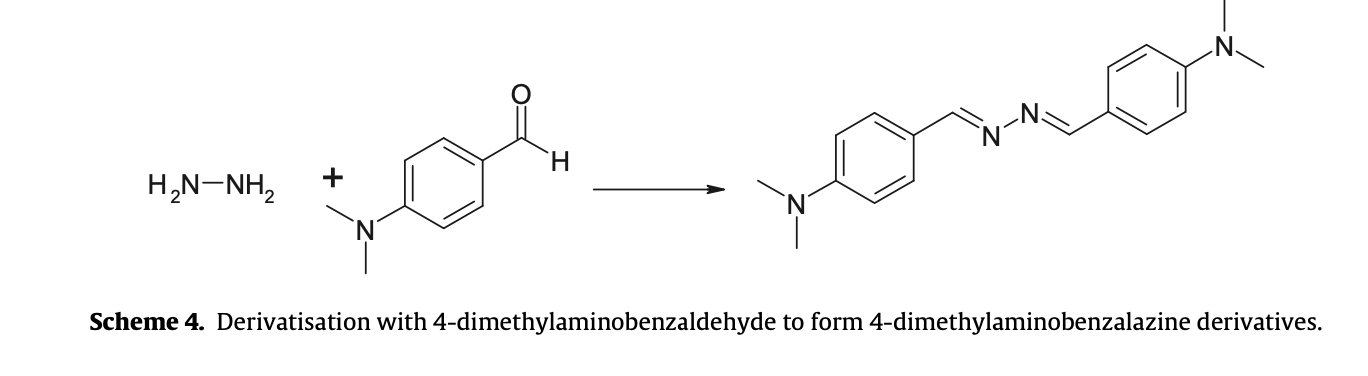 N
O
N
H
N
H₂N–NH₂
+
N
N
Scheme 4. Derivatisation with 4-dimethylaminobenzaldehyde to form 4-dimethylaminobenzalazine derivatives.